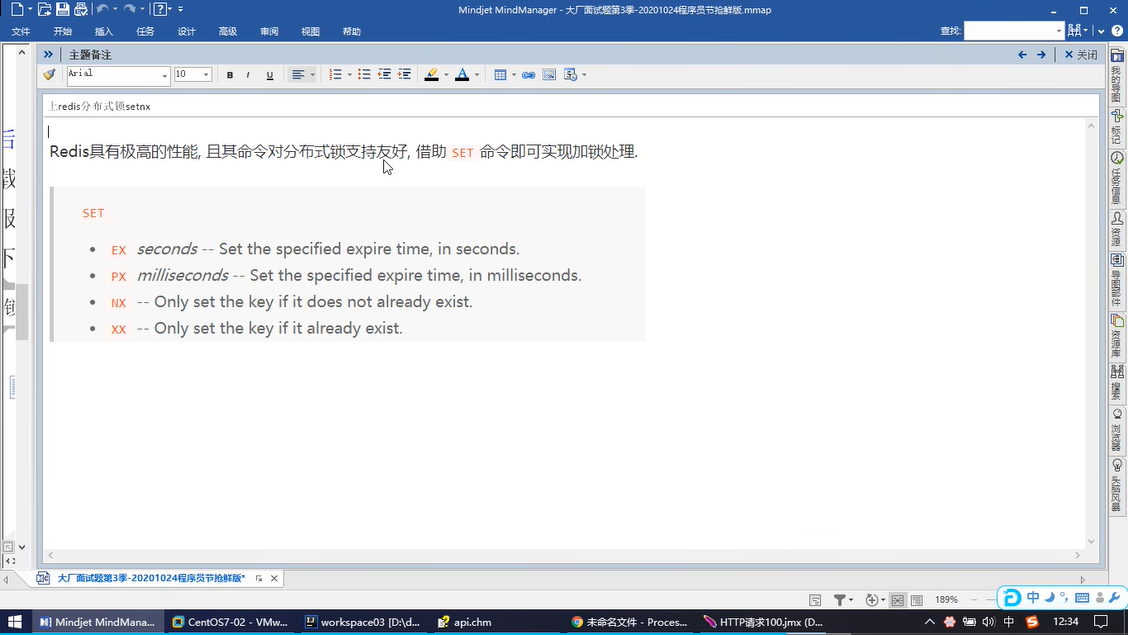 Mindjet MindManager - 大厂面试题第3季-20201024程序员节抢鲜版.mmap
文件 开始 插入 任务 设计 高级 审阅 视图 帮助 查找:
主题备注 关闭
Arial 10 B I U A
上redis分布式锁setnx
Redis具有极高的性能, 且其命令对分布式锁支持友好, 借助 SET 命令即可实现加锁处理.
SET
• EX seconds -- Set the specified expire time, in seconds.
• PX milliseconds -- Set the specified expire time, in milliseconds.
• NX -- Only set the key if it does not already exist.
• XX -- Only set the key if it already exist.
后
载
服
下
锁
我的导图
标记
任务信息
资源
导图部件
资源库
搜索
浏览器
头脑风暴
大厂面试题第3季-20201024程序员节抢鲜版*
中
189%
Mindjet MindMana... CentOS7-02 - VMw... workspace03 [D:\d... api.chm 未命名文件 - Proces... HTTP请求100.jmx (D... 中 12:34